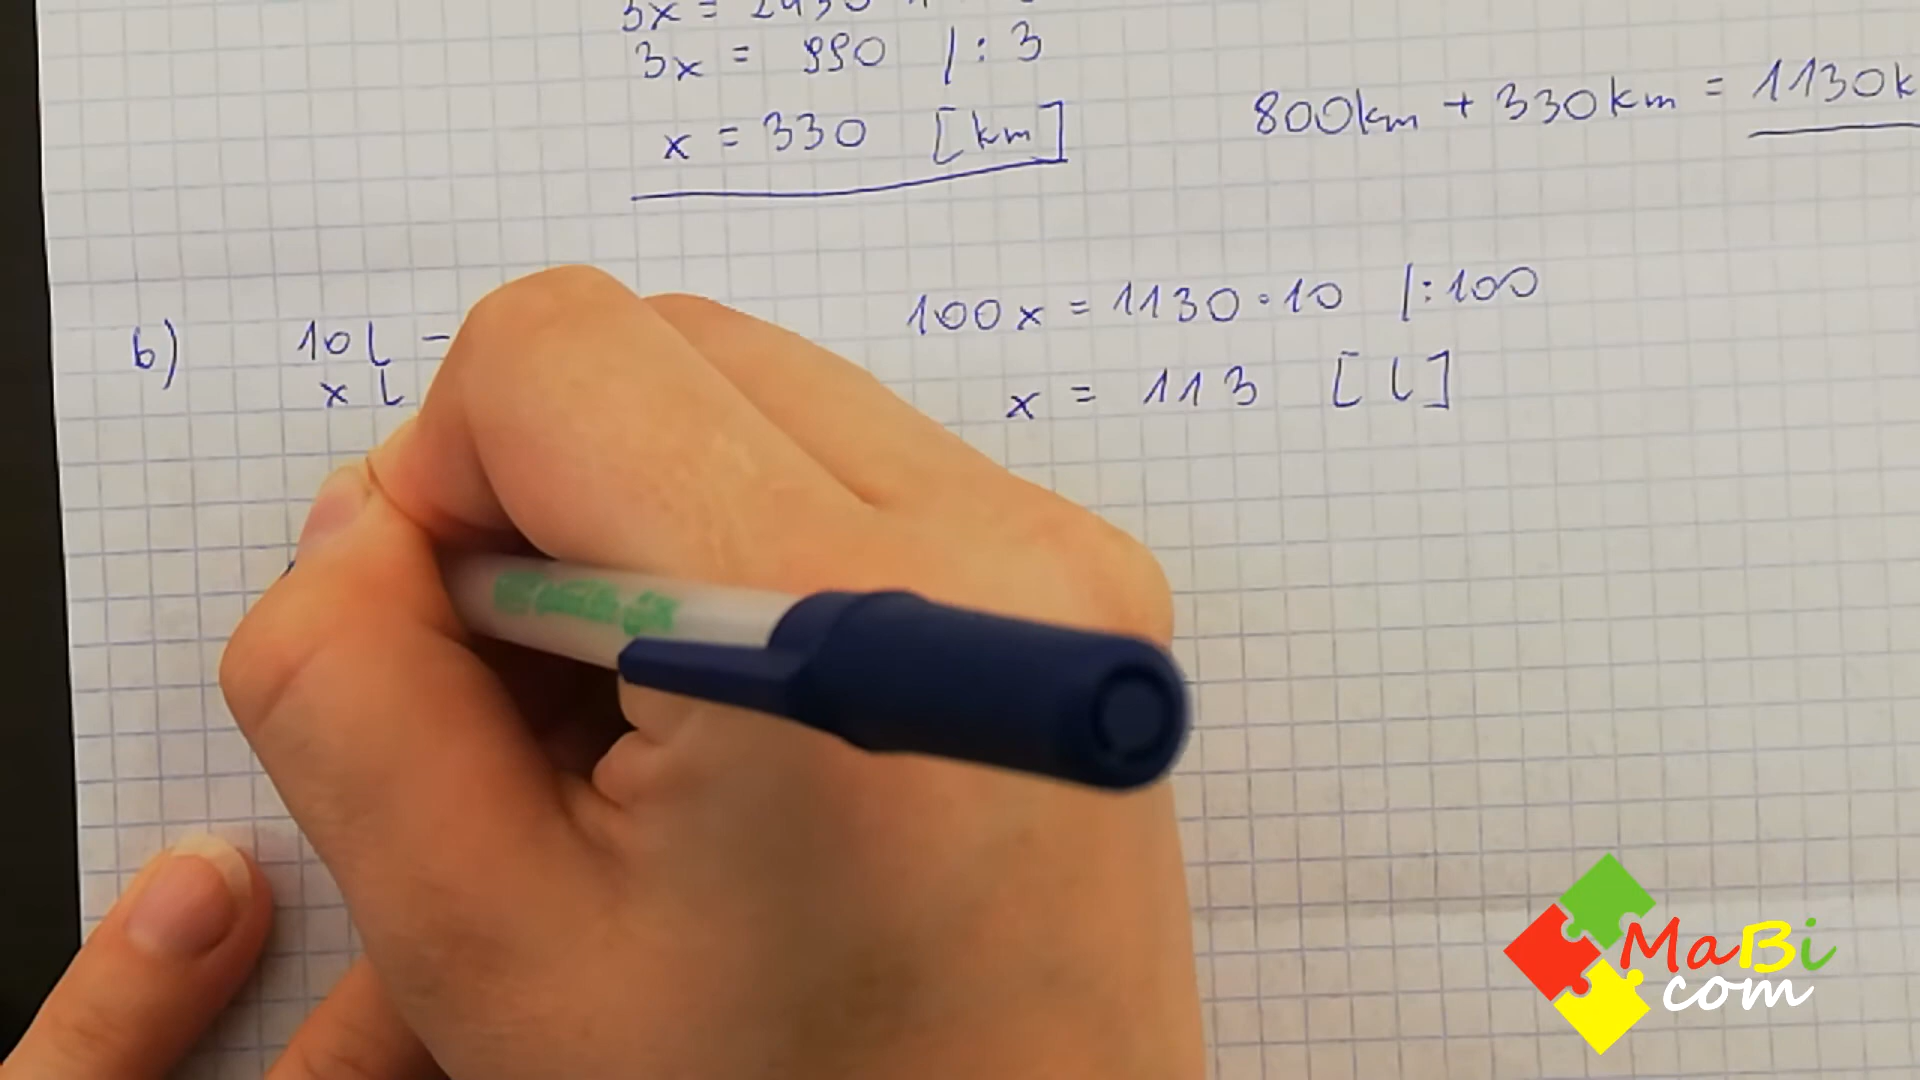 3x = 990 | : 3
x = 330 [km]
800km + 330km = 1130k
b) 10 l -
x l
100x = 1130 · 10 | : 100
x = 113 [l]
MaBi
com